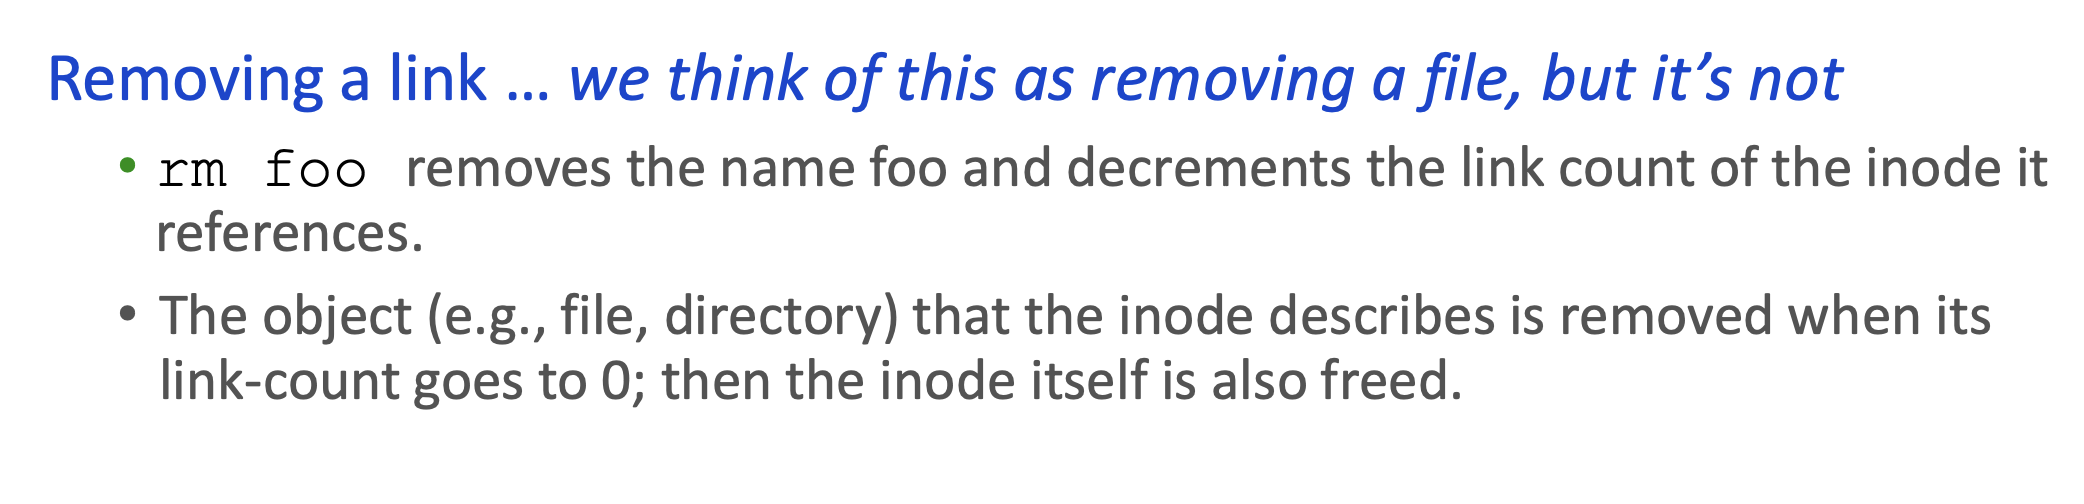 Removing a link … we think of this as removing a file, but it’s not
• rm foo removes the name foo and decrements the link count of the inode it
references.
• The object (e.g., file, directory) that the inode describes is removed when its
link-count goes to 0; then the inode itself is also freed.